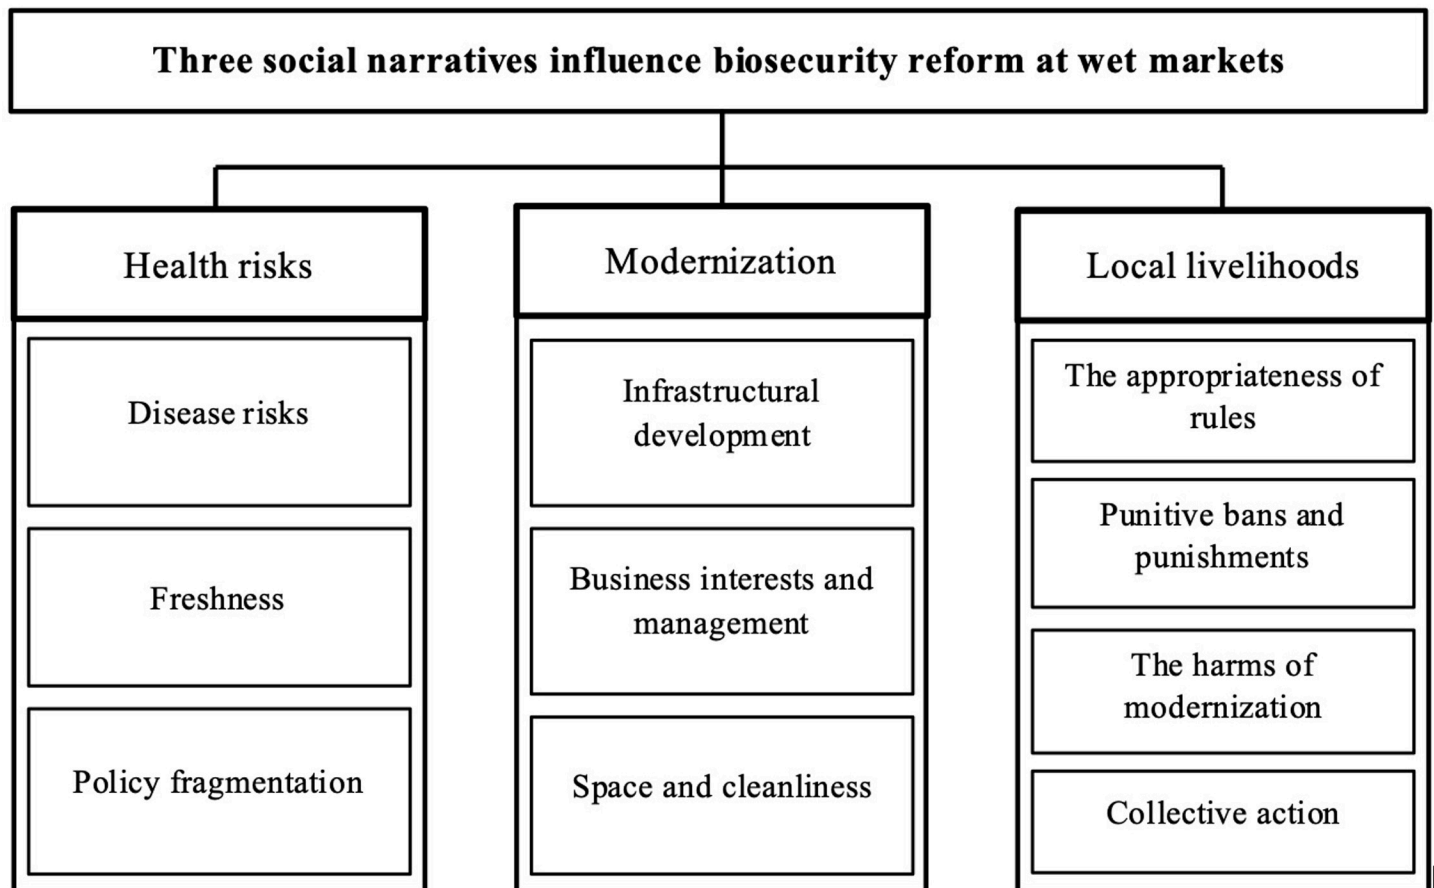 Three social narratives influence biosecurity reform at wet markets
Health risks
Disease risks
Freshness
Policy fragmentation
Modernization
Infrastructural
development
Business interests and
management
Space and cleanliness
Local livelihoods
The appropriateness of
rules
Punitive bans and
punishments
The harms of
modernization
Collective action